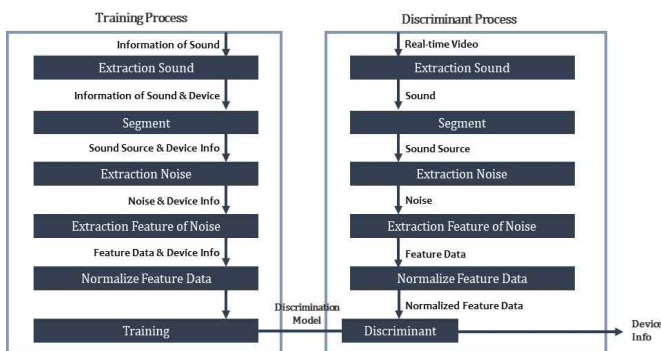 Training Process
Information of Sound
Extraction Sound
Information of Sound & Device
Segment
Sound Source & Device Info
Extraction Noise
Noise & Device Info
Extraction Feature of Noise
Feature Data & Device Info
Normalize Feature Data
Training
Discrimination
Model
Discriminant Process
Real-time Video
Extraction Sound
Sound
Segment
Sound Source
Extraction Noise
Noise
Extraction Feature of Noise
Feature Data
Normalize Feature Data
Normalized Feature Data
Discriminant
Device
Info